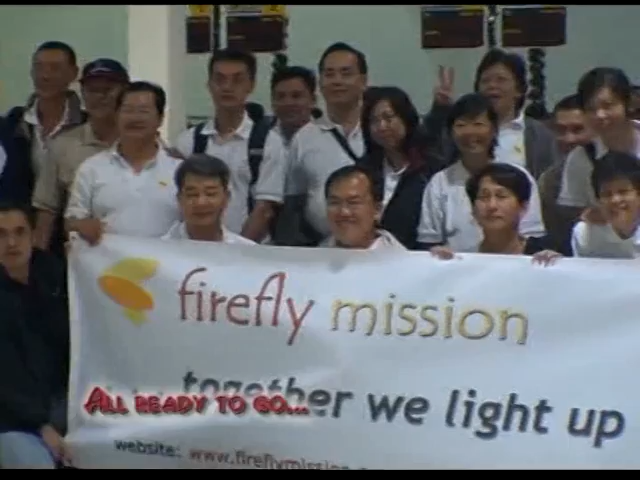 firefly mission
together we light up
ALL READY TO GO...
website: www.fireflymission